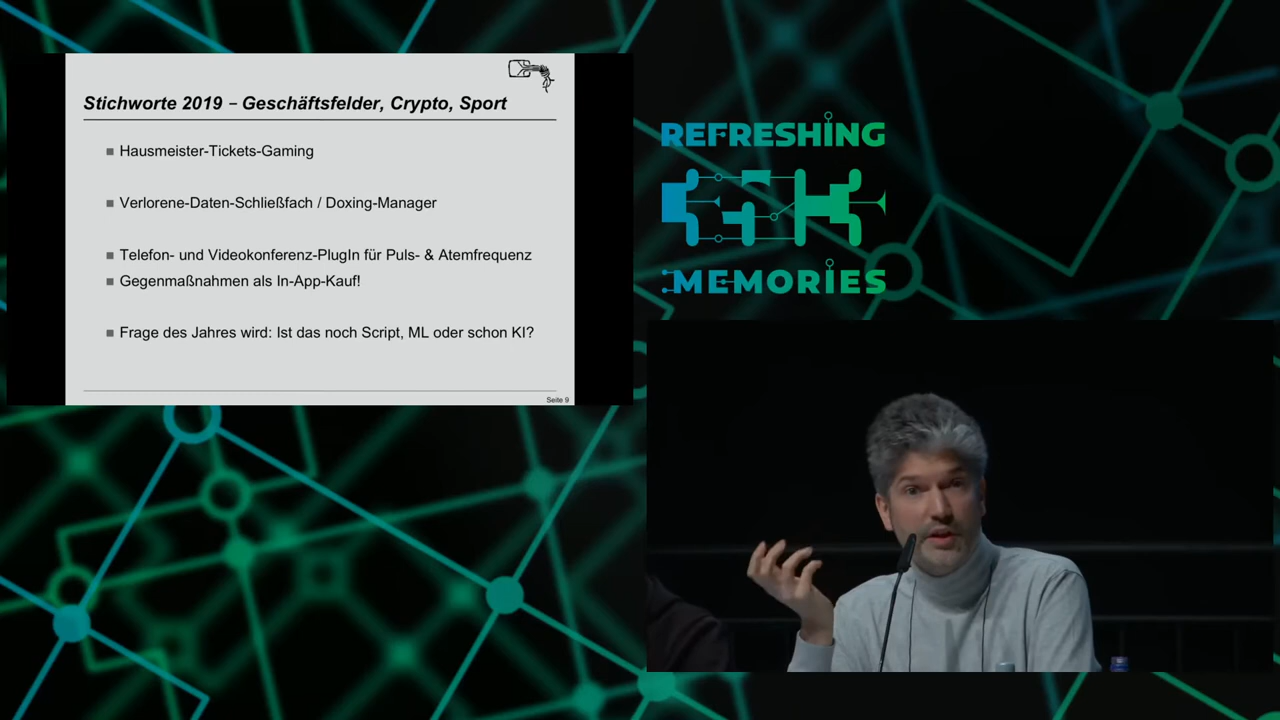 Stichworte 2019 – Geschäftsfelder, Crypto, Sport
Hausmeister-Tickets-Gaming
Verlorene-Daten-Schließfach / Doxing-Manager
Telefon- und Videokonferenz-PlugIn für Puls- & Atemfrequenz
Gegenmaßnahmen als In-App-Kauf!
Frage des Jahres wird: Ist das noch Script, ML oder schon KI?
Seite 9
REFRESHING
MEMORIES